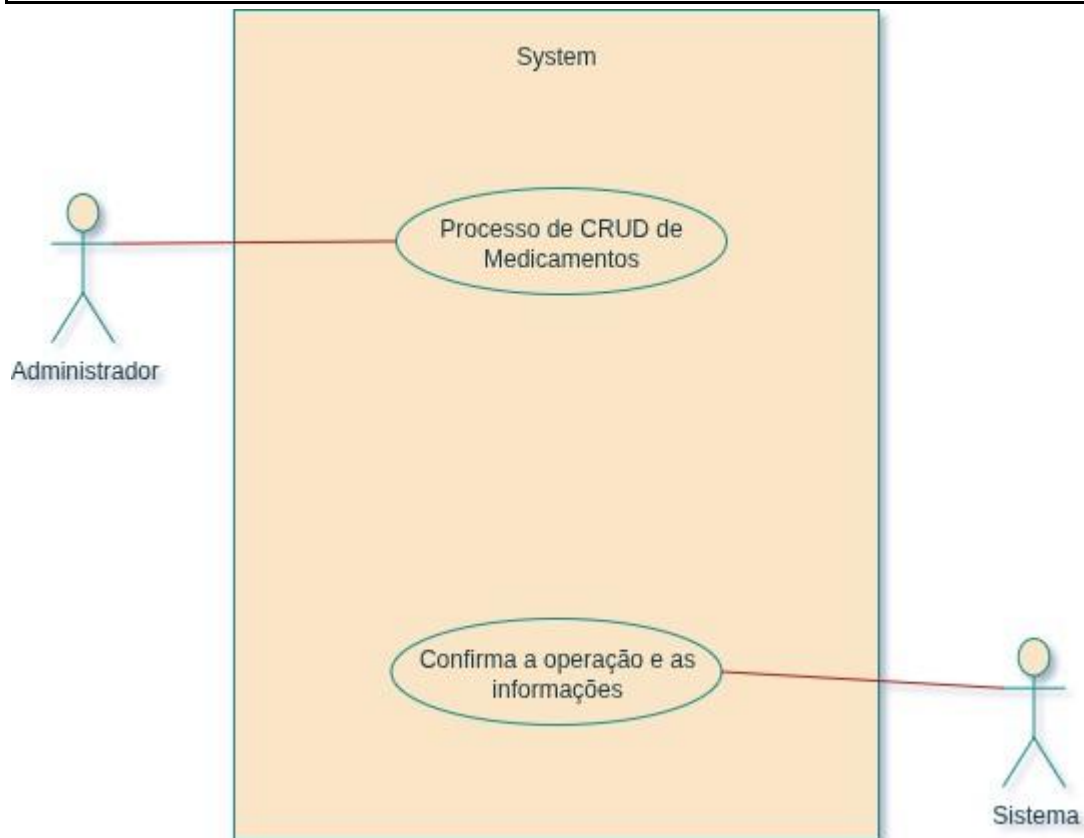 System
Processo de CRUD de
Medicamentos
Administrador
Confirma a operação e as
informações
Sistema